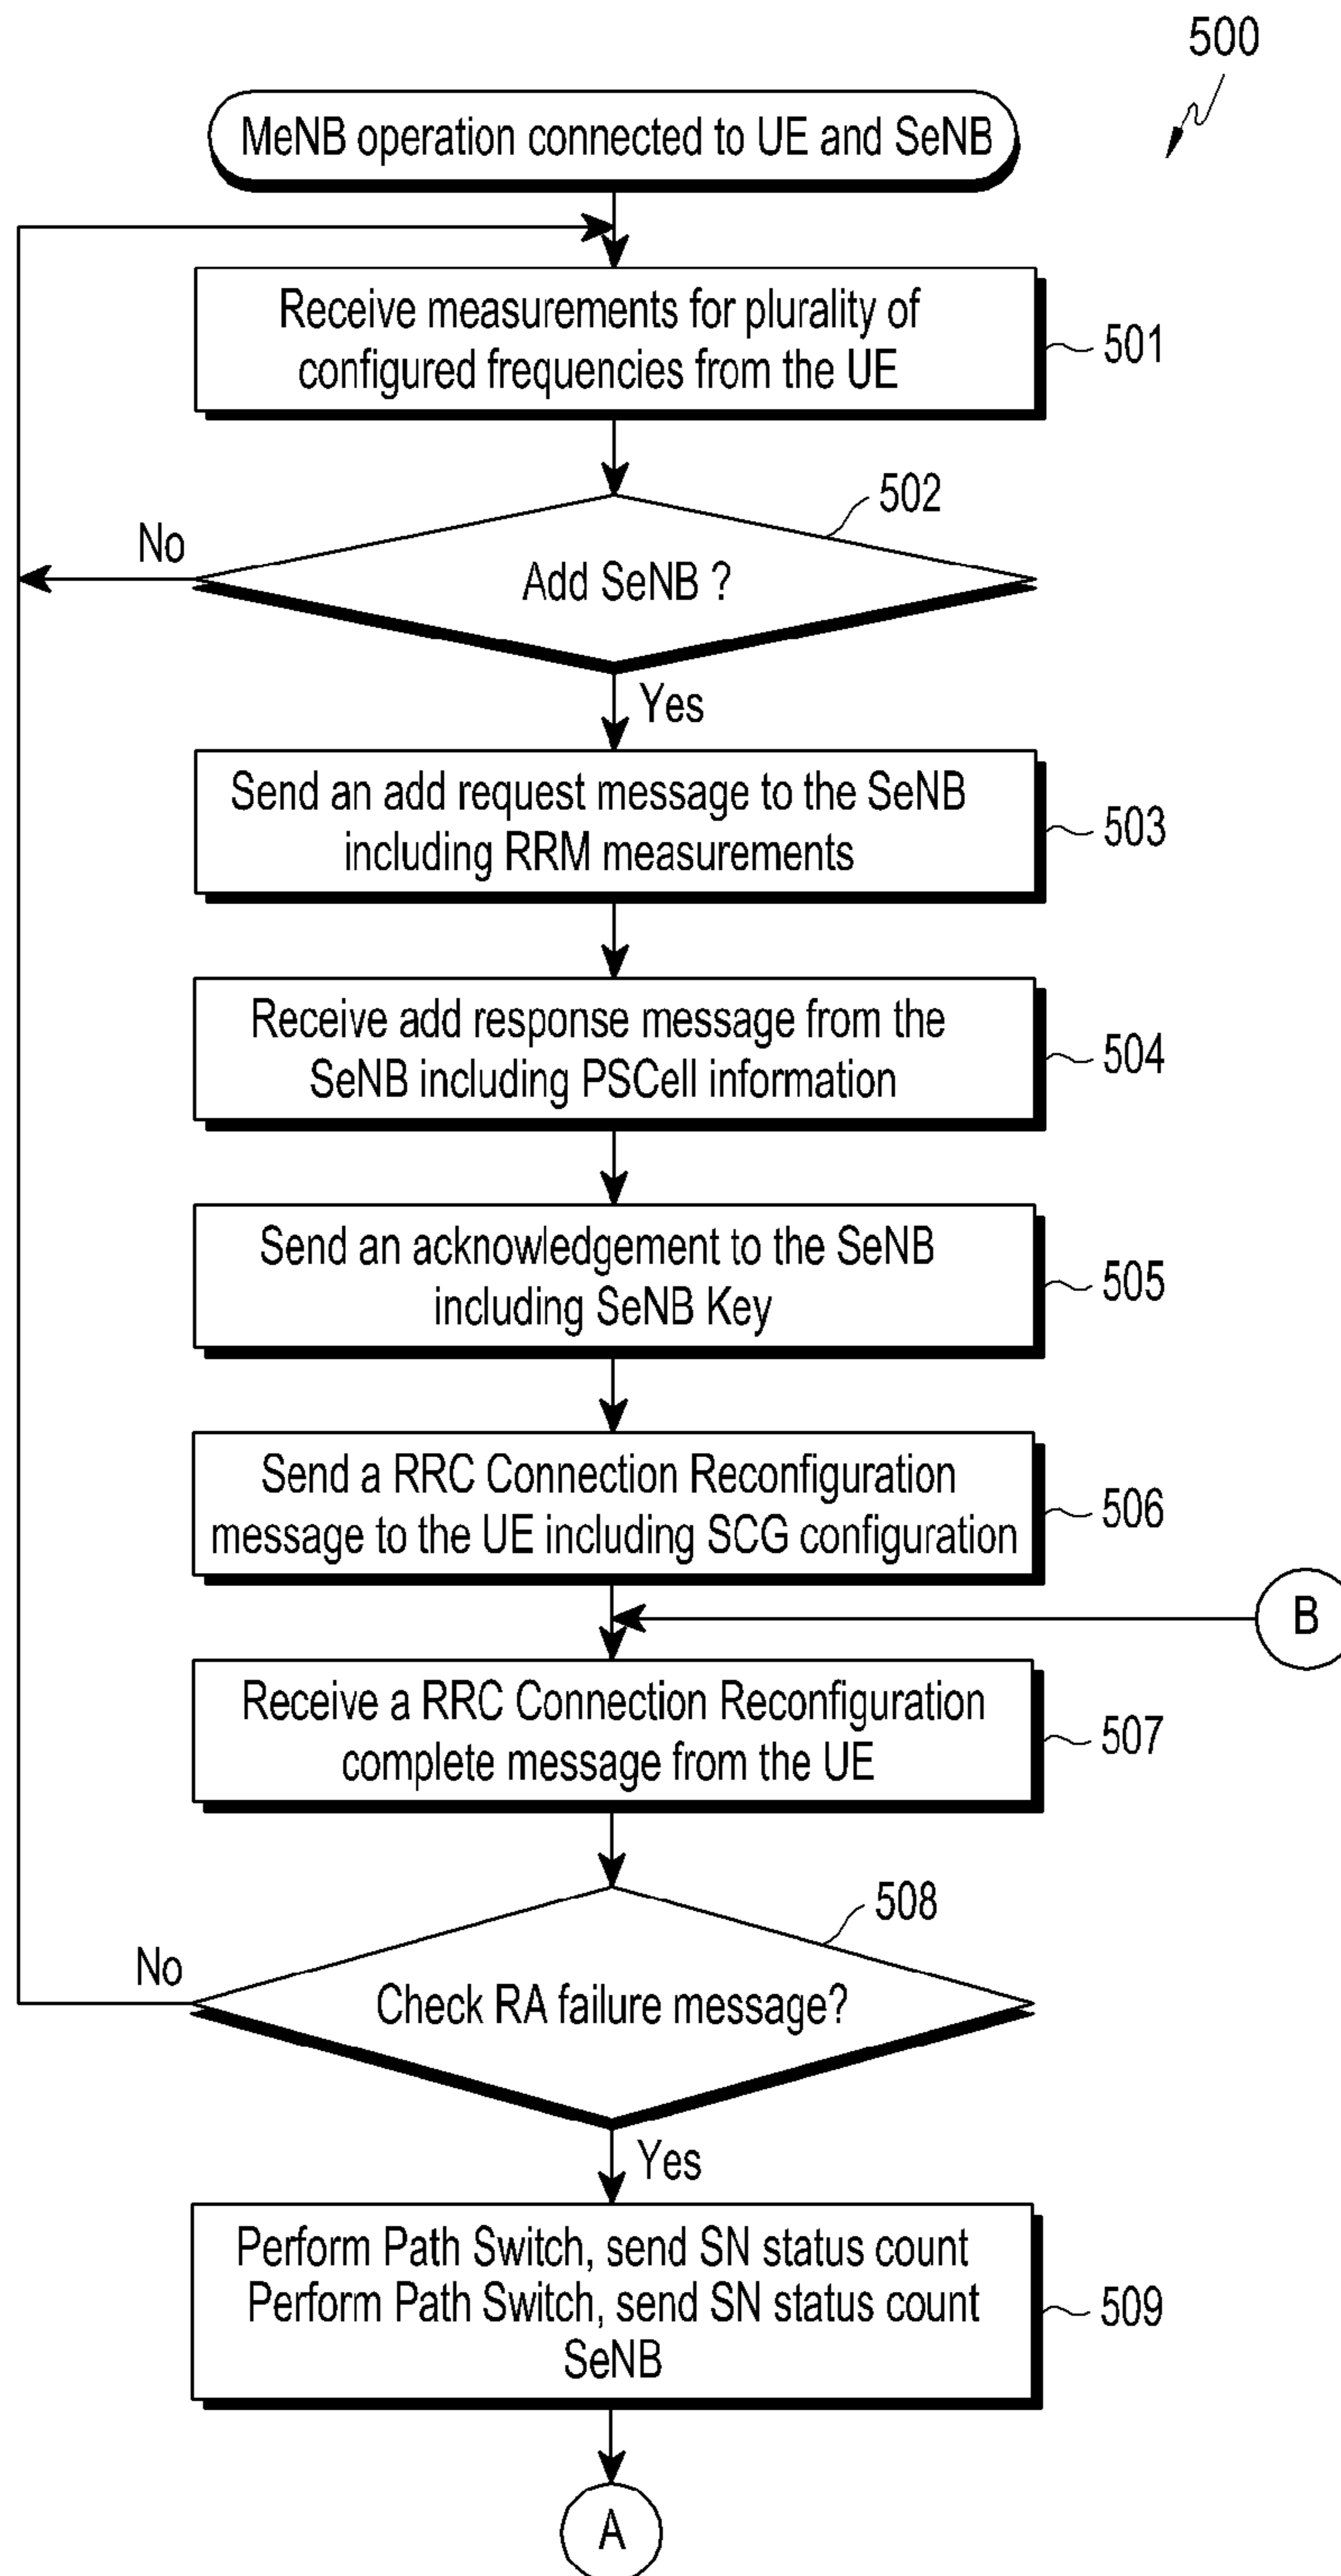 500
MeNB operation connected to UE and SeNB
Receive measurements for plurality of
configured frequencies from the UE
501
502
No
Add SeNB ?
Yes
Send an add request message to the SeNB
including RRM measurements
503
Receive add response message from the
SeNB including PSCell information
504
Send an acknowledgement to the SeNB
including SeNB Key
505
Send a RRC Connection Reconfiguration
message to the UE including SCG configuration
506
B
Receive a RRC Connection Reconfiguration
complete message from the UE
507
508
No
Check RA failure message?
Yes
Perform Path Switch, send SN status count
Perform Path Switch, send SN status count
SeNB
509
A